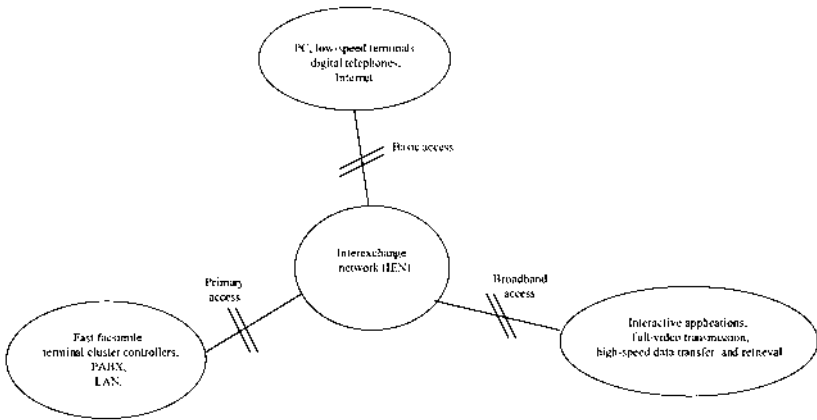 PC, low-speed terminals
digital telephones,
Internet
Basic access
Interexchange
network (IEN)
Primary
access
Broadband
access
Fast facsimile
terminal cluster controllers,
PABX,
LAN,
Interactive applications,
full-video transmission,
high-speed data transfer and retrieval